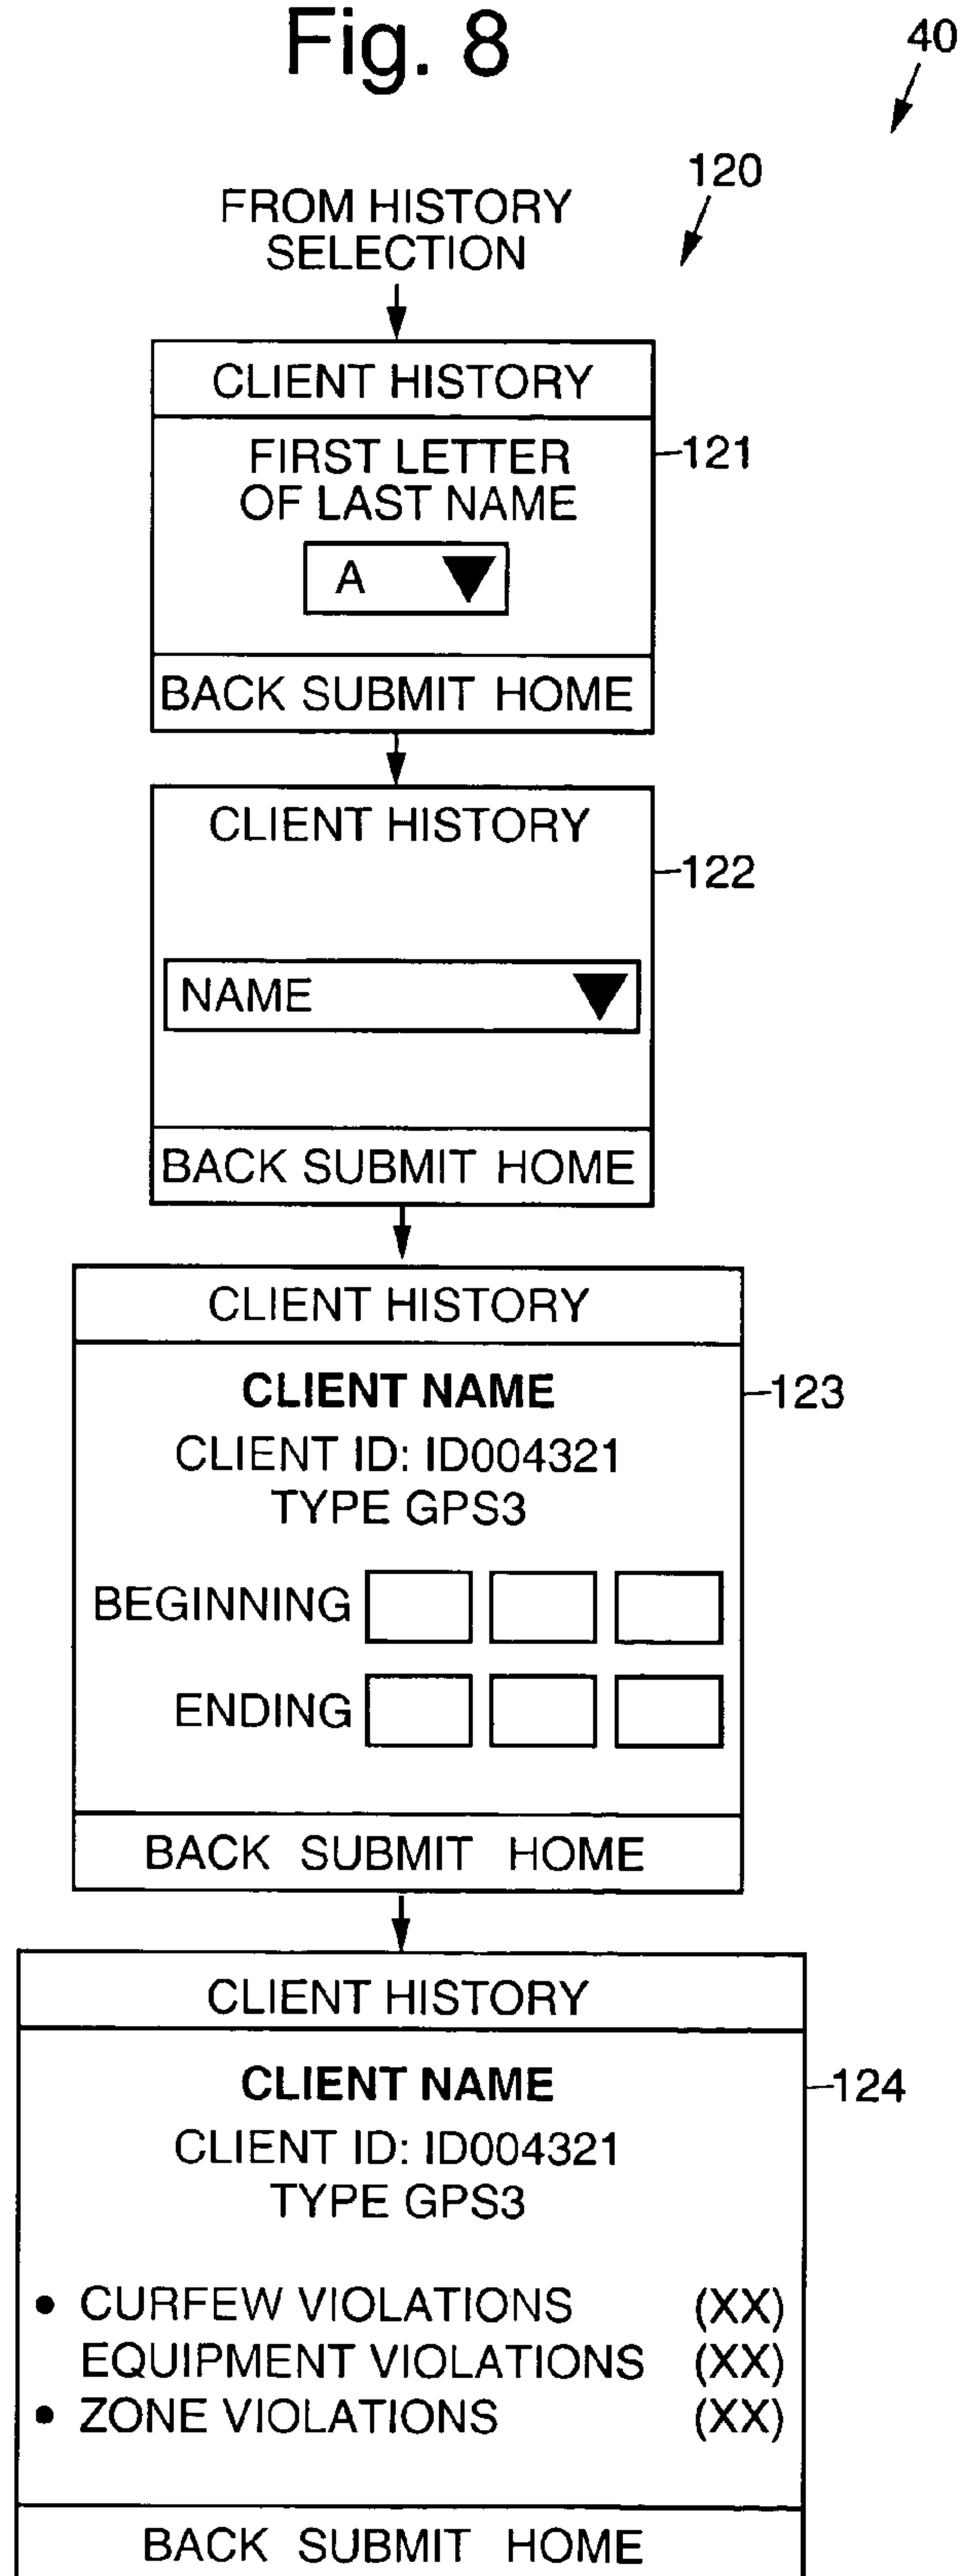 Fig. 8
40
120
FROM HISTORY
SELECTION
CLIENT HISTORY
FIRST LETTER
OF LAST NAME
121
A
BACK SUBMIT HOME
CLIENT HISTORY
122
NAME
BACK SUBMIT HOME
CLIENT HISTORY
CLIENT NAME
123
CLIENT ID: ID004321
TYPE GPS3
BEGINNING
ENDING
BACK SUBMIT HOME
CLIENT HISTORY
CLIENT NAME
124
CLIENT ID: ID004321
TYPE GPS3
• CURFEW VIOLATIONS (XX)
EQUIPMENT VIOLATIONS (XX)
• ZONE VIOLATIONS (XX)
BACK SUBMIT HOME